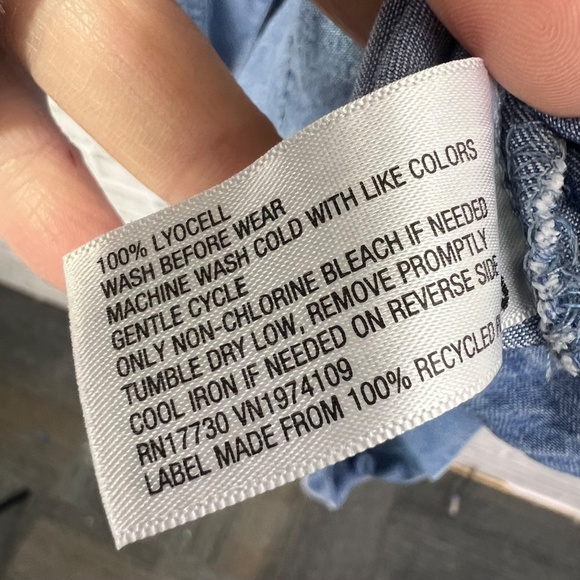 100% LYOCELL
WASH BEFORE WEAR
MACHINE WASH COLD WITH LIKE COLORS
GENTLE CYCLE
ONLY NON-CHLORINE BLEACH IF NEEDED
TUMBLE DRY LOW, REMOVE PROMPTLY
COOL IRON IF NEEDED ON REVERSE SIDE
RN17730 VN1974109
LABEL MADE FROM 100% RECYCLED